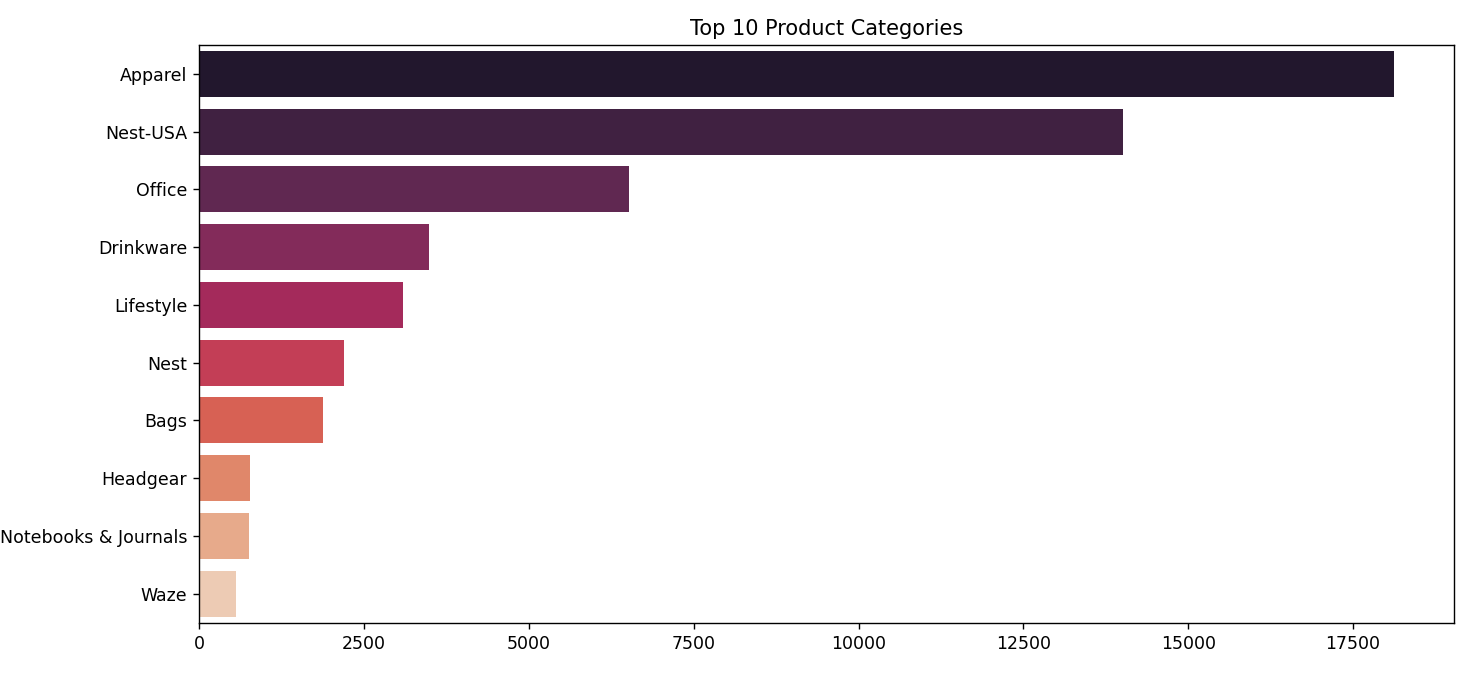 Top 10 Product Categories
Apparel
Nest-USA
Office
Drinkware
Lifestyle
Nest
Bags
Headgear
Notebooks & Journals
Waze
0 2500 5000 7500 10000 12500 15000 17500